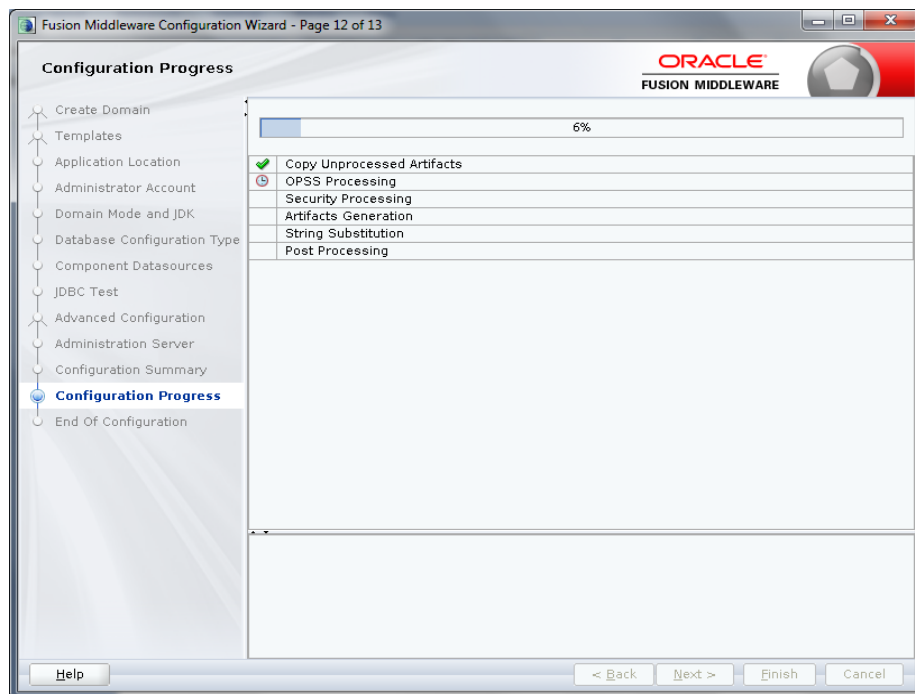 Fusion Middleware Configuration Wizard - Page 12 of 13
Configuration Progress
ORACLE
FUSION MIDDLEWARE
Create Domain
Templates
Application Location
Administrator Account
Domain Mode and JDK
Database Configuration Type
Component Datasources
JDBC Test
Advanced Configuration
Administration Server
Configuration Summary
Configuration Progress
End Of Configuration
6%
Copy Unprocessed Artifacts
OPSS Processing
Security Processing
Artifacts Generation
String Substitution
Post Processing
Help
< Back
Next >
Finish
Cancel